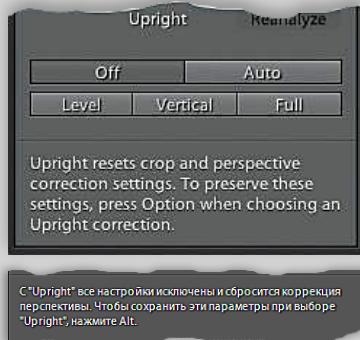 Upright
Reanalyze
Off
Auto
Level
Vertical
Full
Upright resets crop and perspective
correction settings. To preserve these
settings, press Option when choosing an
Upright correction.
С "Upright" все настройки исключены и сбросится коррекция
перспективы. Чтобы сохранить эти параметры при выборе
"Upright", нажмите Alt.